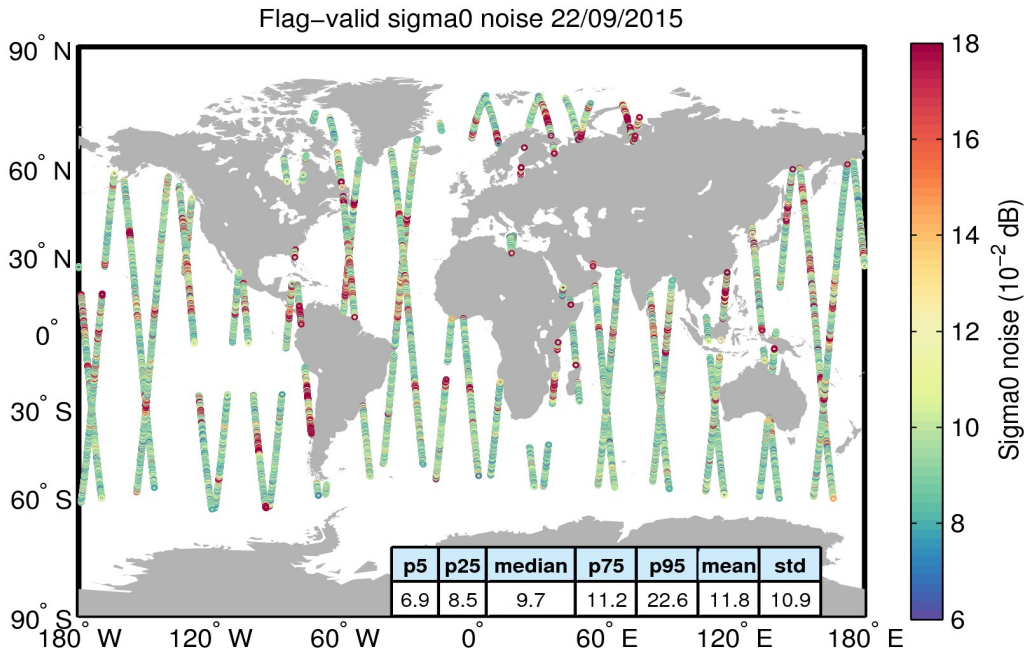 Flag−valid sigma0 noise 22/09/2015
90° N
60° N
30° N
0°
30° S
60° S
90° S
180° W
120° W
60° W
0°
60° E
120° E
180° E
p5 p25 median p75 p95 mean std
6.9 8.5 9.7 11.2 22.6 11.8 10.9
18
16
14
12
10
8
6
Sigma0 noise (10⁻² dB)